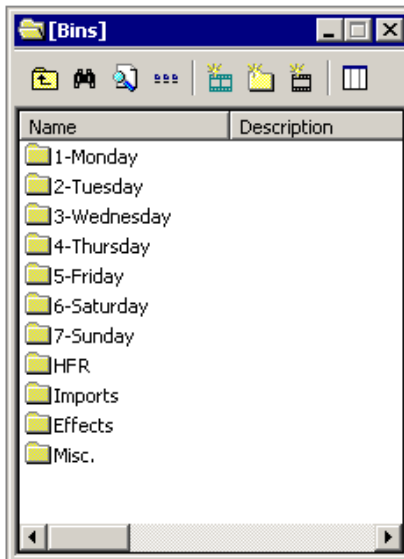 [Bins]
Name Description
1-Monday
2-Tuesday
3-Wednesday
4-Thursday
5-Friday
6-Saturday
7-Sunday
HFR
Imports
Effects
Misc.